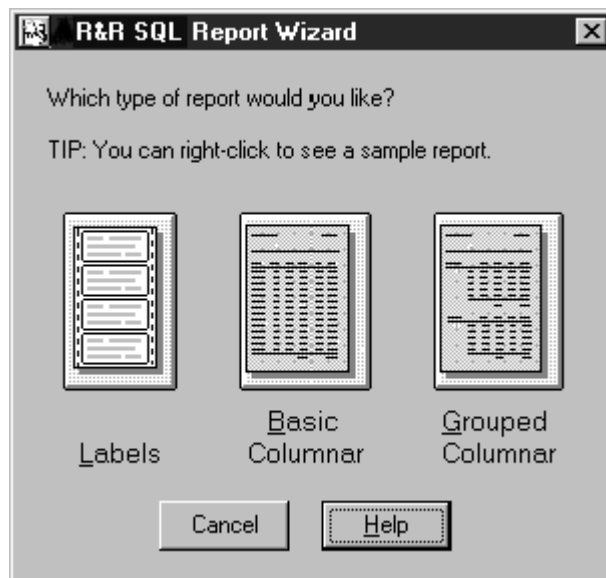 R&R SQL Report Wizard
Which type of report would you like?
TIP: You can right-click to see a sample report.
Labels
Basic
Columnar
Grouped
Columnar
Cancel
Help